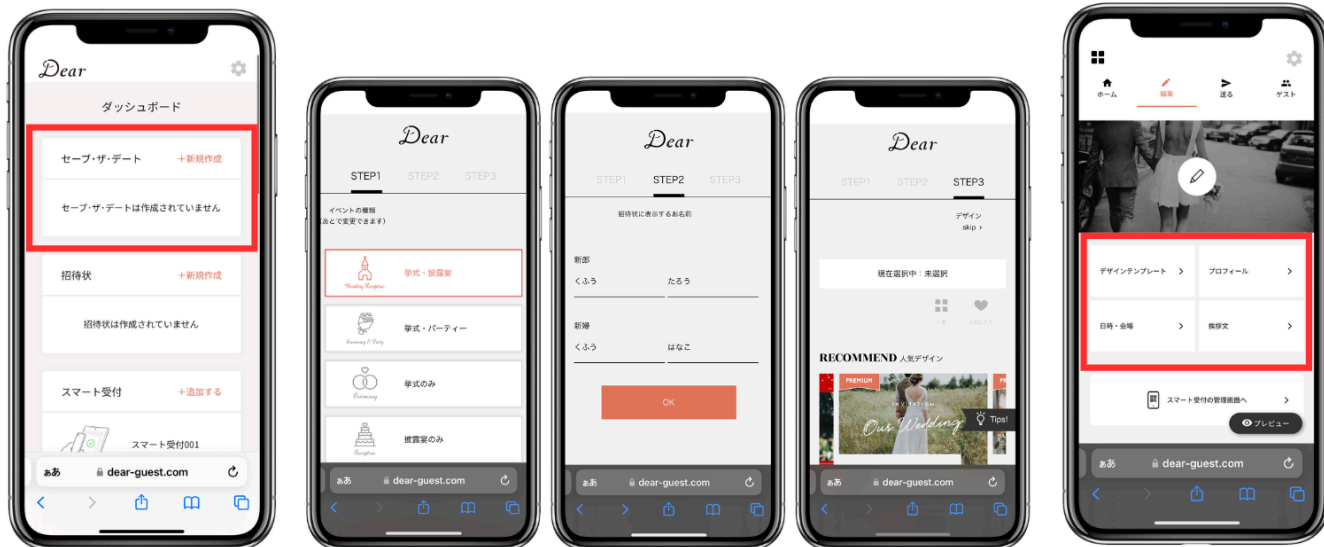 Dear
ダッシュボード
セーブ・ザ・デート
+新規作成
セーブ・ザ・デートは作成されていません
招待状
+新規作成
招待状は作成されていません
スマート受付
+追加する
スマート受付001
ああ
dear-guest.com
Dear
STEP1
STEP2
STEP3
イベントの種類
(あとで変更できます)
挙式・披露宴
Wedding Reception
挙式・パーティー
Ceremony & Party
挙式のみ
Ceremony
披露宴のみ
Reception
ああ
dear-guest.com
Dear
STEP1
STEP2
STEP3
招待状に表示するお名前
新郎
くふう
たろう
新婦
くふう
はなこ
OK
ああ
dear-guest.com
Dear
STEP1
STEP2
STEP3
デザイン
skip ›
現在選択中：未選択
RECOMMEND 人気デザイン
PREMIUM
INVITATION
Our Wedding
Tips!
ああ
dear-guest.com
ホーム
編集
送る
ゲスト
デザインテンプレート
プロフィール
日時・会場
挨拶文
スマート受付の管理画面へ
プレビュー
ああ
dear-guest.com